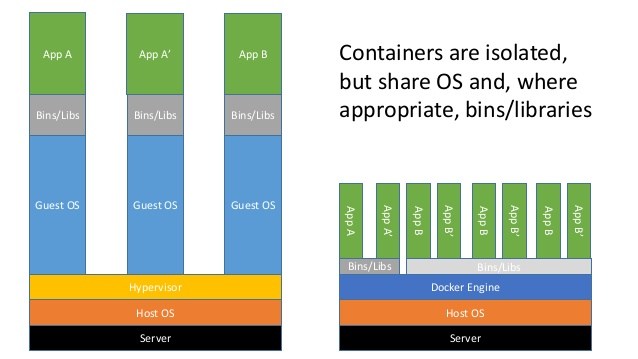 App A
App A’
App B
Bins/Libs
Bins/Libs
Bins/Libs
Guest OS
Guest OS
Guest OS
Hypervisor
Host OS
Server
Containers are isolated,
but share OS and, where
appropriate, bins/libraries
App A
App A’
App B
App B’
App B
App B’
App B
App B’
Bins/Libs
Bins/Libs
Docker Engine
Host OS
Server